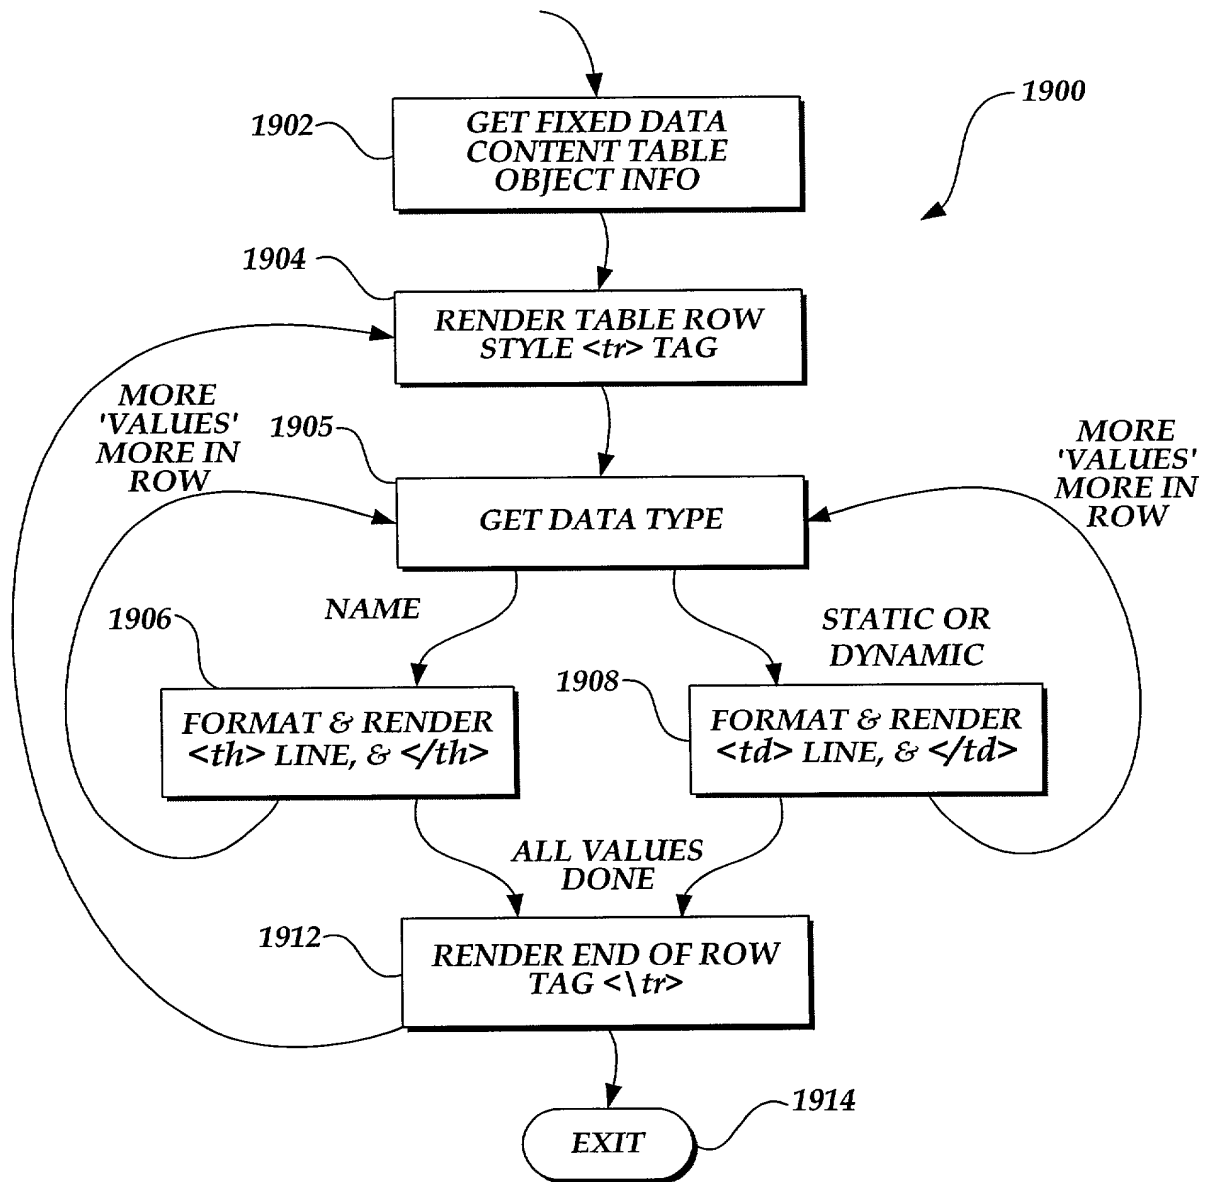 1900
1902
GET FIXED DATA
CONTENT TABLE
OBJECT INFO
1904
RENDER TABLE ROW
STYLE <tr> TAG
MORE
'VALUES'
MORE IN
ROW
1905
MORE
'VALUES'
MORE IN
ROW
GET DATA TYPE
NAME
STATIC OR
DYNAMIC
1906
FORMAT & RENDER
<th> LINE, & </th>
1908
FORMAT & RENDER
<td> LINE, & </td>
ALL VALUES
DONE
1912
RENDER END OF ROW
TAG <\tr>
1914
EXIT